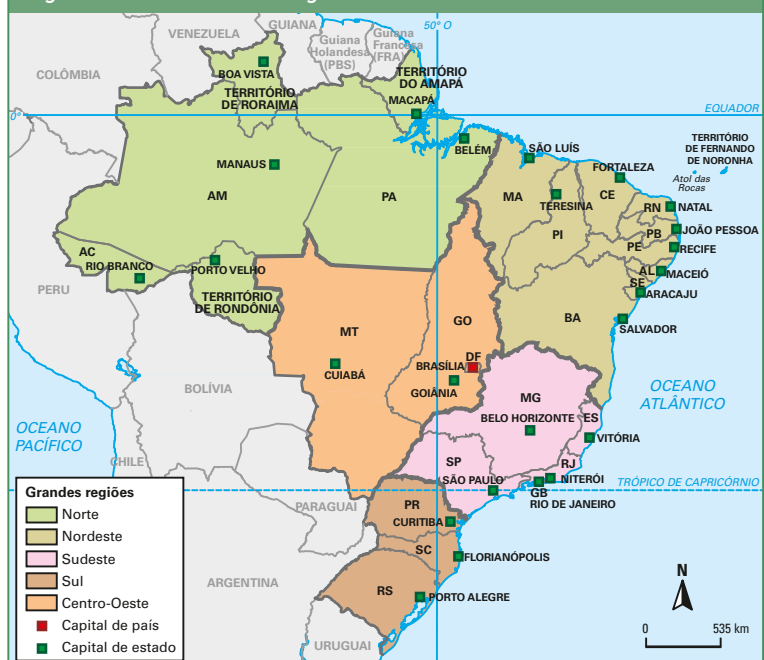 50° O
VENEZUELA
GUIANA
Guiana
Holandesa
(PBS)
Guiana
Francesa
(FRA)
COLÔMBIA
BOA VISTA
TERRITÓRIO
DE RORAIMA
TERRITÓRIO
DO AMAPÁ
MACAPÁ
0°
EQUADOR
BELÉM
SÃO LUÍS
TERRITÓRIO
DE FERNANDO
DE NORONHA
Atol das
Rocas
FORTALEZA
MANAUS
AM
PA
MA
TERESINA
CE
RN
NATAL
PB
JOÃO PESSOA
PI
PE
RECIFE
AC
RIO BRANCO
PORTO VELHO
AL
MACEIÓ
SE
ARACAJU
PERU
TERRITÓRIO
DE RONDÔNIA
MT
GO
BA
SALVADOR
DF
BRASÍLIA
CUIABÁ
GOIÂNIA
BOLÍVIA
MG
OCEANO
ATLÂNTICO
BELO HORIZONTE
ES
VITÓRIA
OCEANO
PACÍFICO
CHILE
SP
RJ
SÃO PAULO
NITERÓI
GB
RIO DE JANEIRO
TRÓPICO DE CAPRICÓRNIO
PARAGUAI
PR
CURITIBA
SC
FLORIANÓPOLIS
ARGENTINA
RS
PORTO ALEGRE
URUGUAI
Grandes regiões
Norte
Nordeste
Sudeste
Sul
Centro-Oeste
Capital de país
Capital de estado
N
0 535 km